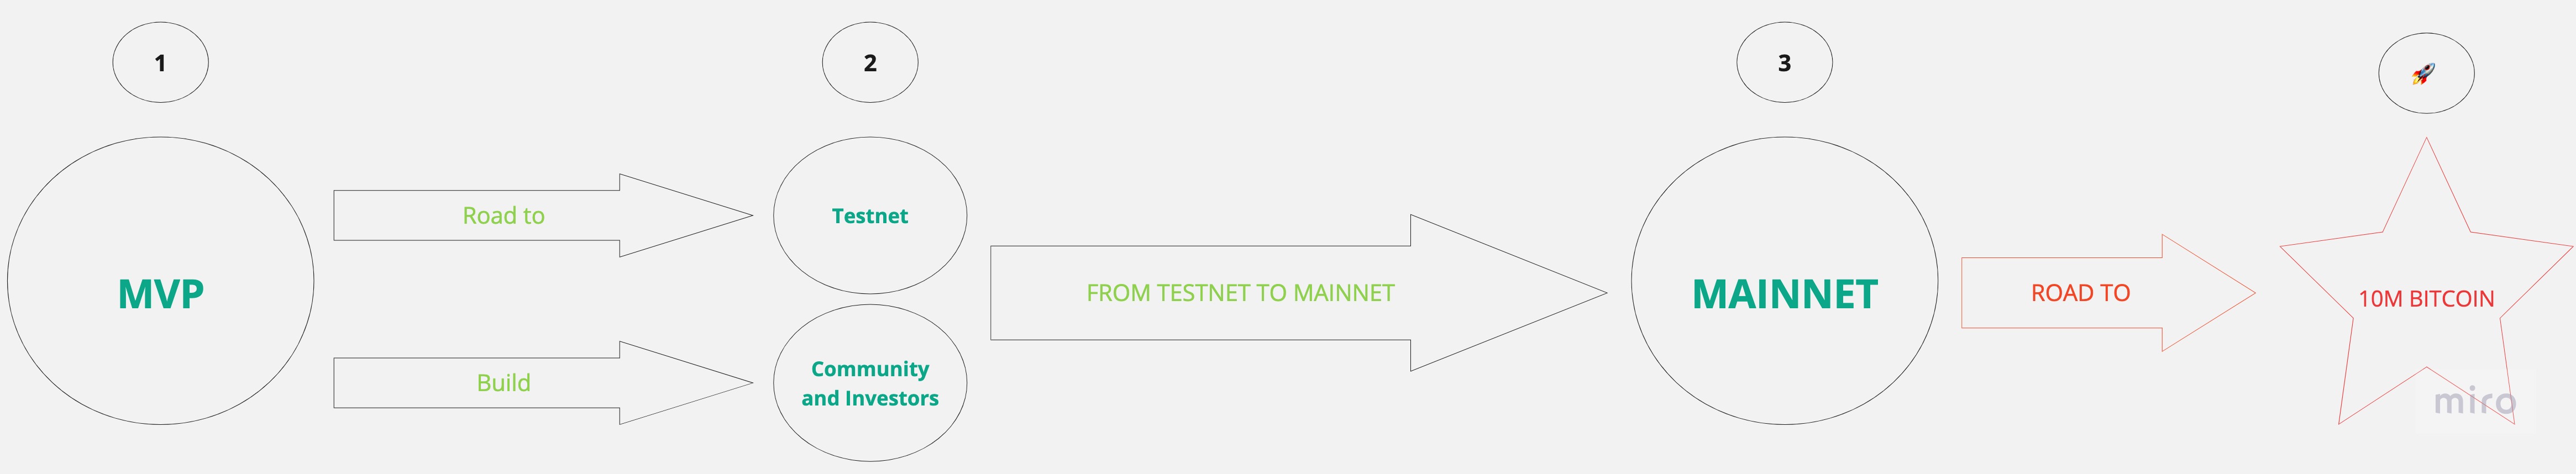 1
2
3
🚀
MVP
Road to
Build
Testnet
Community
and Investors
FROM TESTNET TO MAINNET
MAINNET
ROAD TO
10M BITCOIN
miro